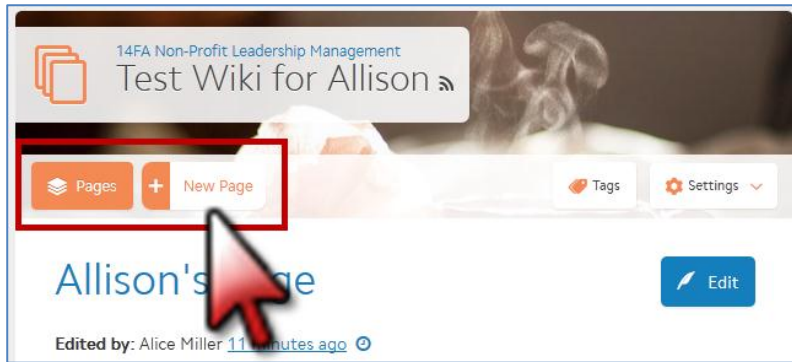 14FA Non-Profit Leadership Management
Test Wiki for Allison
Pages + New Page Tags Settings
Allison's
Edit
Edited by: Alice Miller 11 minutes ago